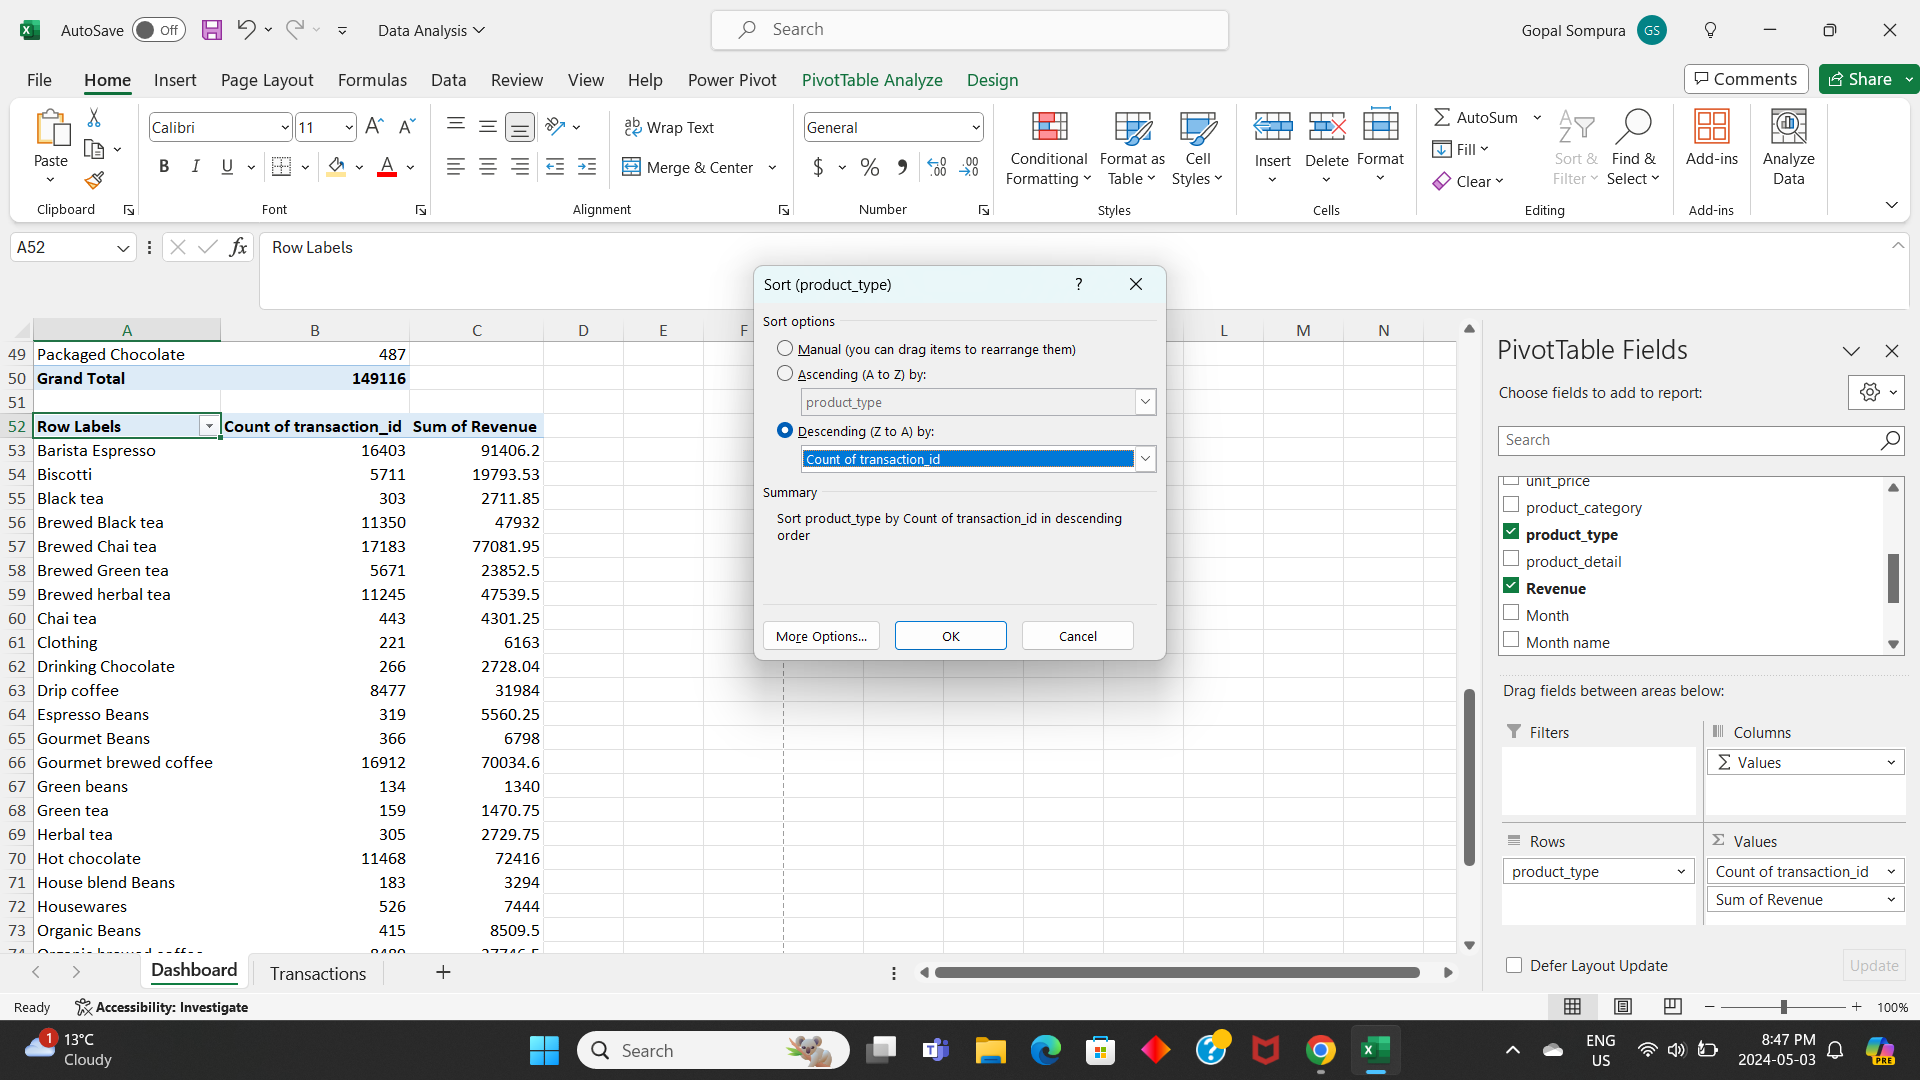 AutoSave Off Data Analysis Search Gopal Sompura GS
File Home Insert Page Layout Formulas Data Review View Help Power Pivot PivotTable Analyze Design Comments Share
Paste
Clipboard
Calibri 11
B I U A
Font
Wrap Text
Merge & Center
Alignment
General
$ % ,
Number
Conditional Formatting
Format as Table
Cell Styles
Styles
Insert Delete Format
Cells
AutoSum
Fill
Clear
Sort & Filter
Find & Select
Editing
Add-ins
Add-ins
Analyze Data
A52 fx Row Labels
A B C D E F L M N
49 Packaged Chocolate 487
50 Grand Total 149116
51
52 Row Labels Count of transaction_id Sum of Revenue
53 Barista Espresso 16403 91406.2
54 Biscotti 5711 19793.53
55 Black tea 303 2711.85
56 Brewed Black tea 11350 47932
57 Brewed Chai tea 17183 77081.95
58 Brewed Green tea 5671 23852.5
59 Brewed herbal tea 11245 47539.5
60 Chai tea 443 4301.25
61 Clothing 221 6163
62 Drinking Chocolate 266 2728.04
63 Drip coffee 8477 31984
64 Espresso Beans 319 5560.25
65 Gourmet Beans 366 6798
66 Gourmet brewed coffee 16912 70034.6
67 Green beans 134 1340
68 Green tea 159 1470.75
69 Herbal tea 305 2729.75
70 Hot chocolate 11468 72416
71 House blend Beans 183 3294
72 Housewares 526 7444
73 Organic Beans 415 8509.5
Sort (product_type) ?
Sort options
Manual (you can drag items to rearrange them)
Ascending (A to Z) by:
product_type
Descending (Z to A) by:
Count of transaction_id
Summary
Sort product_type by Count of transaction_id in descending
order
More Options... OK Cancel
PivotTable Fields
Choose fields to add to report:
Search
unit_price
product_category
product_type
product_detail
Revenue
Month
Month name
Drag fields between areas below:
Filters
Columns
Σ Values
Rows
product_type
Σ Values
Count of transaction_id
Sum of Revenue
Defer Layout Update Update
Dashboard Transactions
Ready Accessibility: Investigate 100%
1 13°C
Cloudy
Search
ENG
US
8:47 PM
2024-05-03
PRE